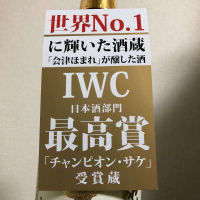 世界No.1
に輝いた酒蔵
「会津ほまれ」が醸した酒
IWC
日本酒部門
最高賞
「チャンピオン・サケ」
受賞蔵